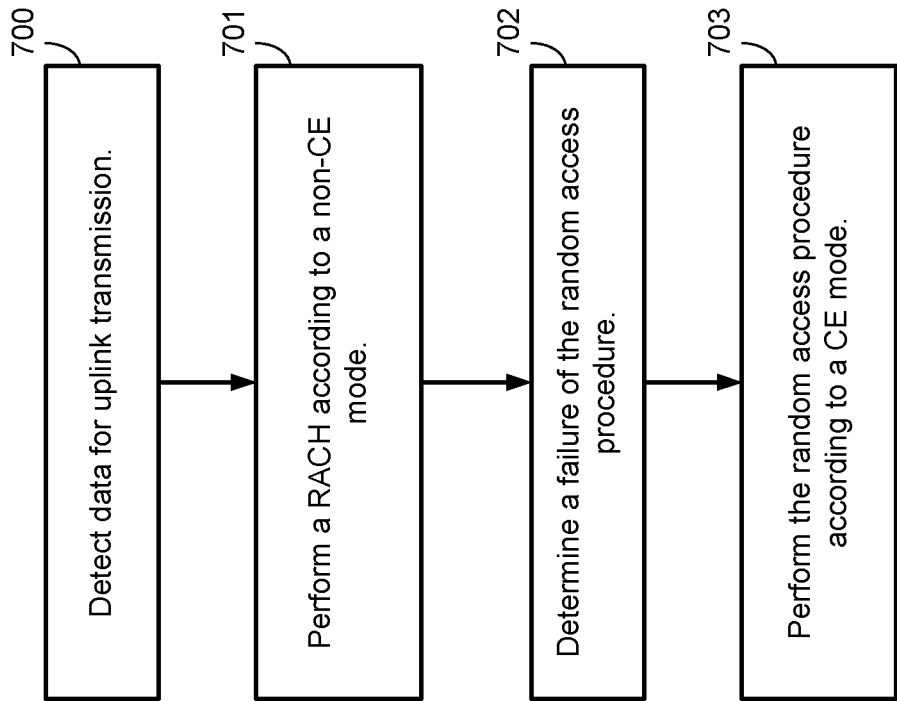 700
Detect data for uplink transmission.
701
Perform a RACH according to a non-CE
mode.
702
Determine a failure of the random access
procedure.
703
Perform the random access procedure
according to a CE mode.